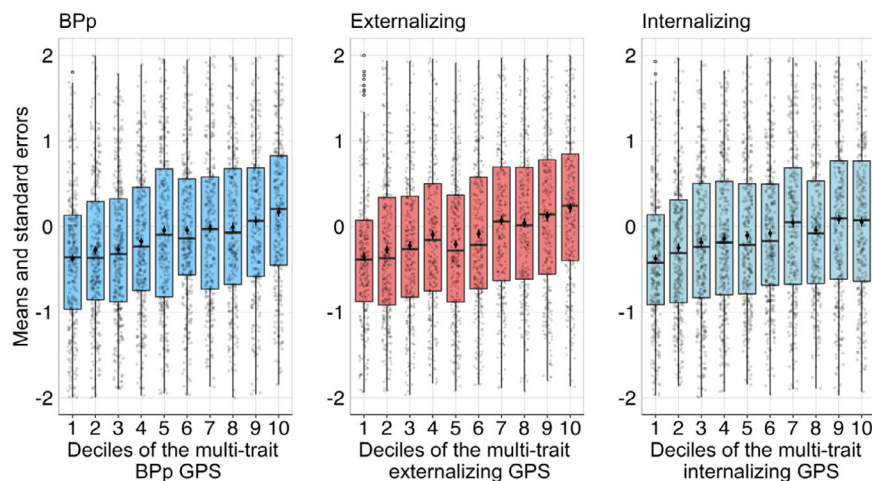 BPp
Externalizing
Internalizing
Means and standard errors
2
1
0
-1
-2
2
1
0
-1
-2
2
1
0
-1
-2
1 2 3 4 5 6 7 8 9 10
1 2 3 4 5 6 7 8 9 10
1 2 3 4 5 6 7 8 9 10
Deciles of the multi-trait
BPp GPS
Deciles of the multi-trait
externalizing GPS
Deciles of the multi-trait
internalizing GPS